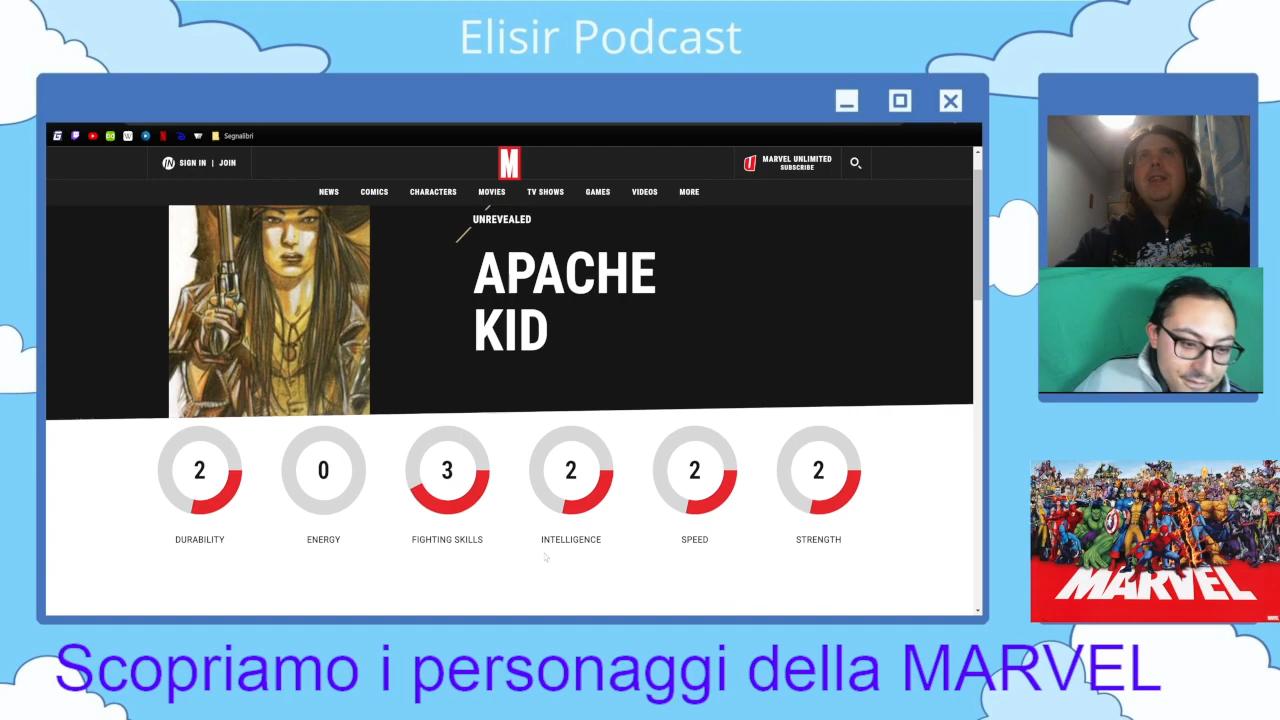 Elisir Podcast
Segnalibri
SIGN IN | JOIN
M
MARVEL UNLIMITED
SUBSCRIBE
NEWS COMICS CHARACTERS MOVIES TV SHOWS GAMES VIDEOS MORE
UNREVEALED
APACHE
KID
2 0 3 2 2 2
DURABILITY ENERGY FIGHTING SKILLS INTELLIGENCE SPEED STRENGTH
MARVEL
Scopriamo i personaggi della MARVEL